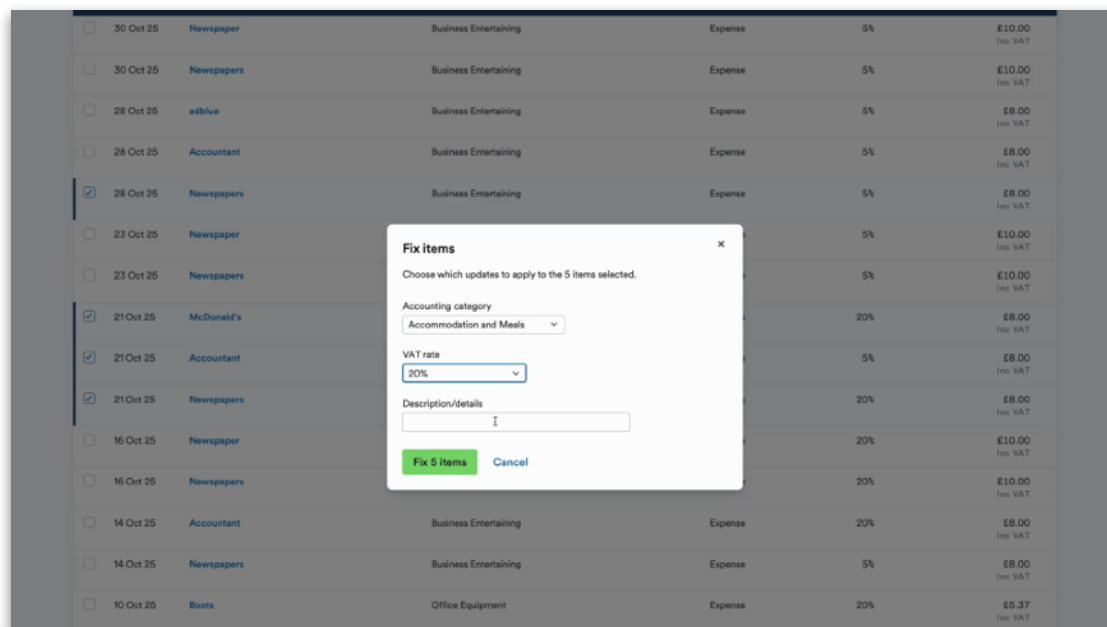 30 Oct 25 Newspaper Business Entertaining Expense 5% £10.00
Inc VAT
30 Oct 25 Newspapers Business Entertaining Expense 5% £10.00
Inc VAT
28 Oct 25 adblue Business Entertaining Expense 5% £8.00
Inc VAT
28 Oct 25 Accountant Business Entertaining Expense 5% £8.00
Inc VAT
28 Oct 25 Newspapers Business Entertaining Expense 5% £8.00
Inc VAT
23 Oct 25 Newspaper 5% £10.00
Inc VAT
23 Oct 25 Newspapers 5% £10.00
Inc VAT
21 Oct 25 McDonald's 20% £8.00
Inc VAT
21 Oct 25 Accountant 5% £8.00
Inc VAT
21 Oct 25 Newspapers 20% £8.00
Inc VAT
16 Oct 25 Newspaper 20% £10.00
Inc VAT
16 Oct 25 Newspapers 20% £10.00
Inc VAT
14 Oct 25 Accountant Business Entertaining Expense 20% £8.00
Inc VAT
14 Oct 25 Newspapers Business Entertaining Expense 5% £8.00
Inc VAT
10 Oct 25 Boots Office Equipment Expense 20% £5.37
Inc VAT
Fix items
Choose which updates to apply to the 5 items selected.
Accounting category
Accommodation and Meals
VAT rate
20%
Description/details
Fix 5 items Cancel